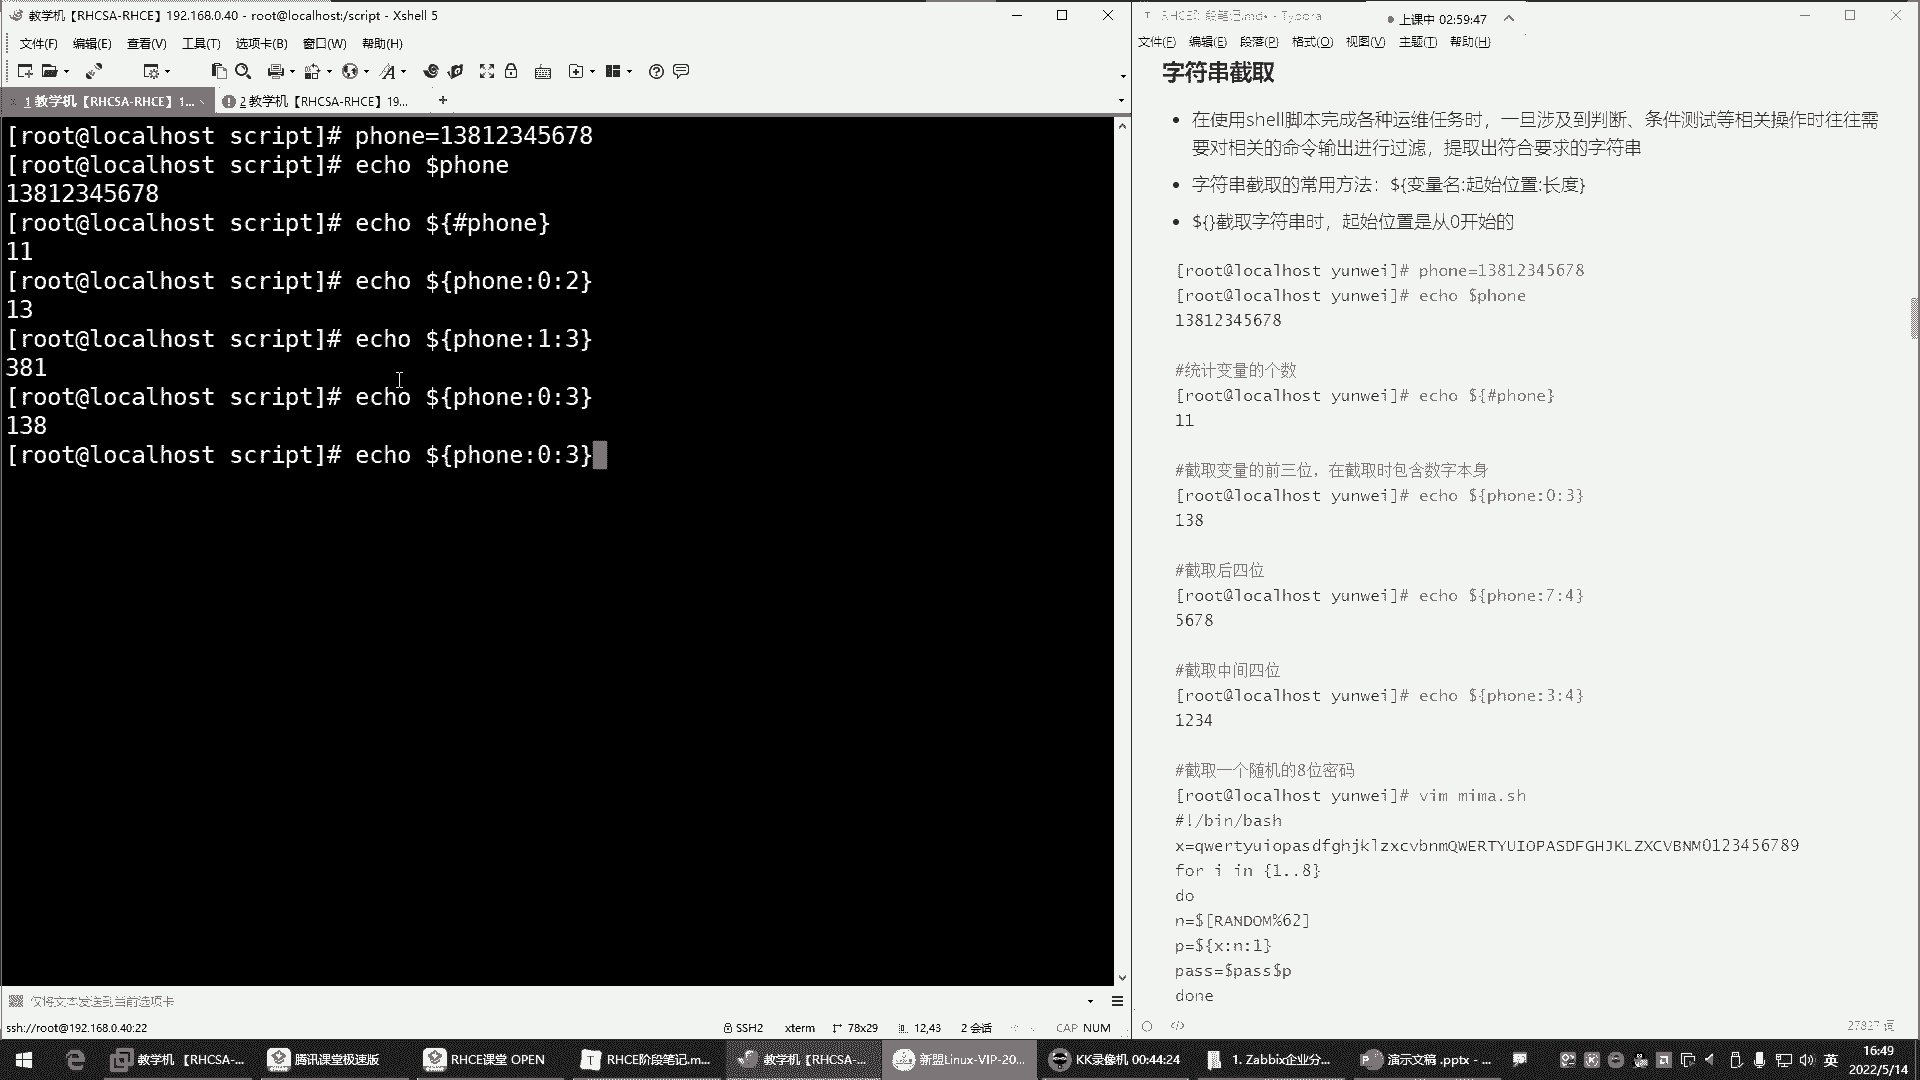 教学机【RHCSA-RHCE】192.168.0.40 - root@localhost:/script - Xshell 5
文件(F) 编辑(E) 查看(V) 工具(T) 选项卡(B) 窗口(W) 帮助(H)
1 教学机【RHCSA-RHCE】1...
2 教学机【RHCSA-RHCE】19...
[root@localhost script]# phone=13812345678
[root@localhost script]# echo $phone
13812345678
[root@localhost script]# echo ${#phone}
11
[root@localhost script]# echo ${phone:0:2}
13
[root@localhost script]# echo ${phone:1:3}
381
[root@localhost script]# echo ${phone:0:3}
138
[root@localhost script]# echo ${phone:0:3}
仅将文本发送到当前选项卡
ssh://root@192.168.0.40:22
SSH2 xterm 78x29 12,43 2 会话 CAP NUM
上课中 02:59:47
文件(F) 编辑(E) 段落(P) 格式(O) 视图(V) 主题(T) 帮助(H)
字符串截取
在使用shell脚本完成各种运维任务时，一旦涉及到判断、条件测试等相关操作时往往需
要对相关的命令输出进行过滤，提取出符合要求的字符串
字符串截取的常用方法：${变量名:起始位置:长度}
${}截取字符串时，起始位置是从0开始的
[root@localhost yunwei]# phone=13812345678
[root@localhost yunwei]# echo $phone
13812345678
#统计变量的个数
[root@localhost yunwei]# echo ${#phone}
11
#截取变量的前三位，在截取时包含数字本身
[root@localhost yunwei]# echo ${phone:0:3}
138
#截取后四位
[root@localhost yunwei]# echo ${phone:7:4}
5678
#截取中间四位
[root@localhost yunwei]# echo ${phone:3:4}
1234
#截取一个随机的8位密码
[root@localhost yunwei]# vim mima.sh
#!/bin/bash
x=qwertyuiopasdfghjklzxcvbnmQWERTYUIOPASDFGHJKLZXCVBNM0123456789
for i in {1..8}
do
n=$[RANDOM%62]
p=${x:n:1}
pass=$pass$p
done
27827 词
教学机 【RHCSA-...
腾讯课堂极速版
RHCE课堂 OPEN
RHCE阶段笔记.m...
教学机【RHCSA-...
新盟Linux-VIP-20...
KK录像机 00:44:24
1. Zabbix企业分...
演示文稿 .pptx - ...
英
16:49
2022/5/14